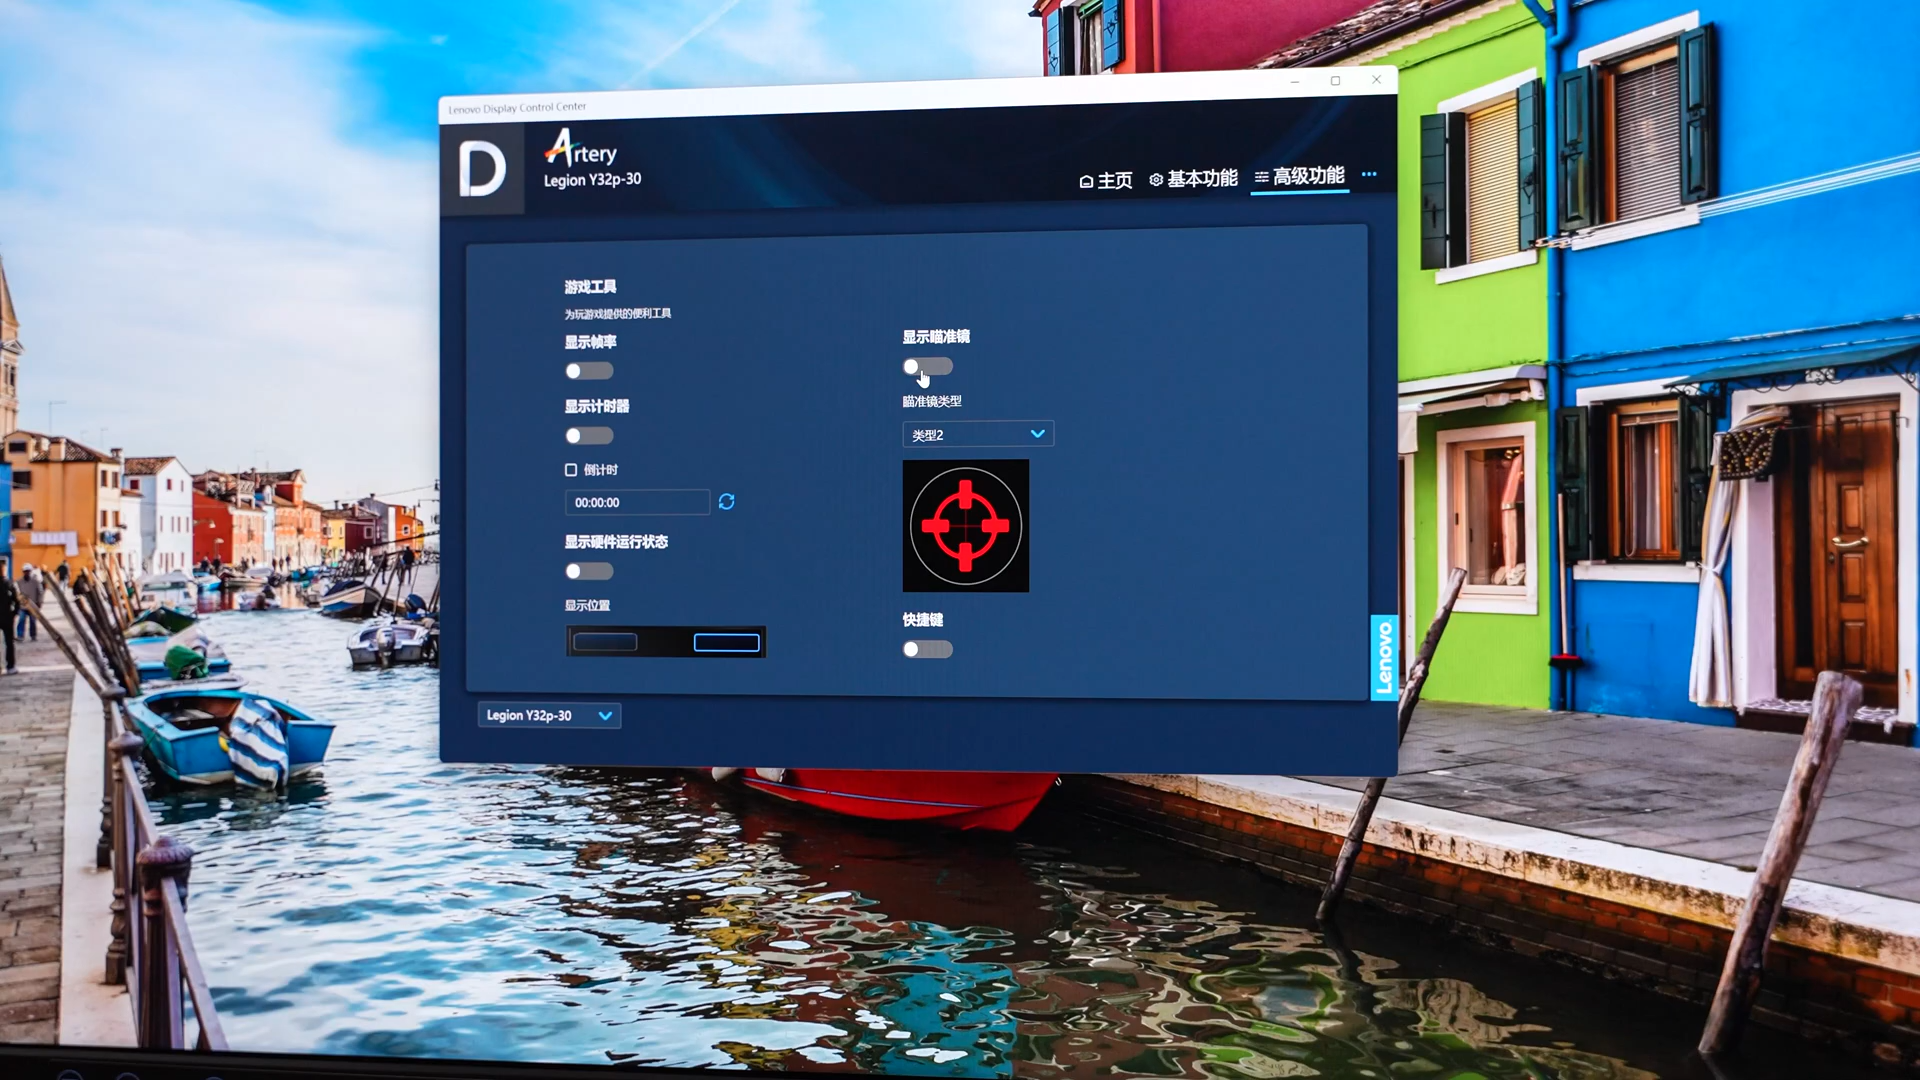 Lenovo Display Control Center
D
Artery
Legion Y32p-30
主页 基本功能 高级功能 ···
游戏工具
为玩游戏提供的便利工具
显示帧率
显示计时器
倒计时
00:00:00
显示硬件运行状态
显示位置
显示瞄准镜
瞄准镜类型
类型2
快捷键
Lenovo.
Legion Y32p-30